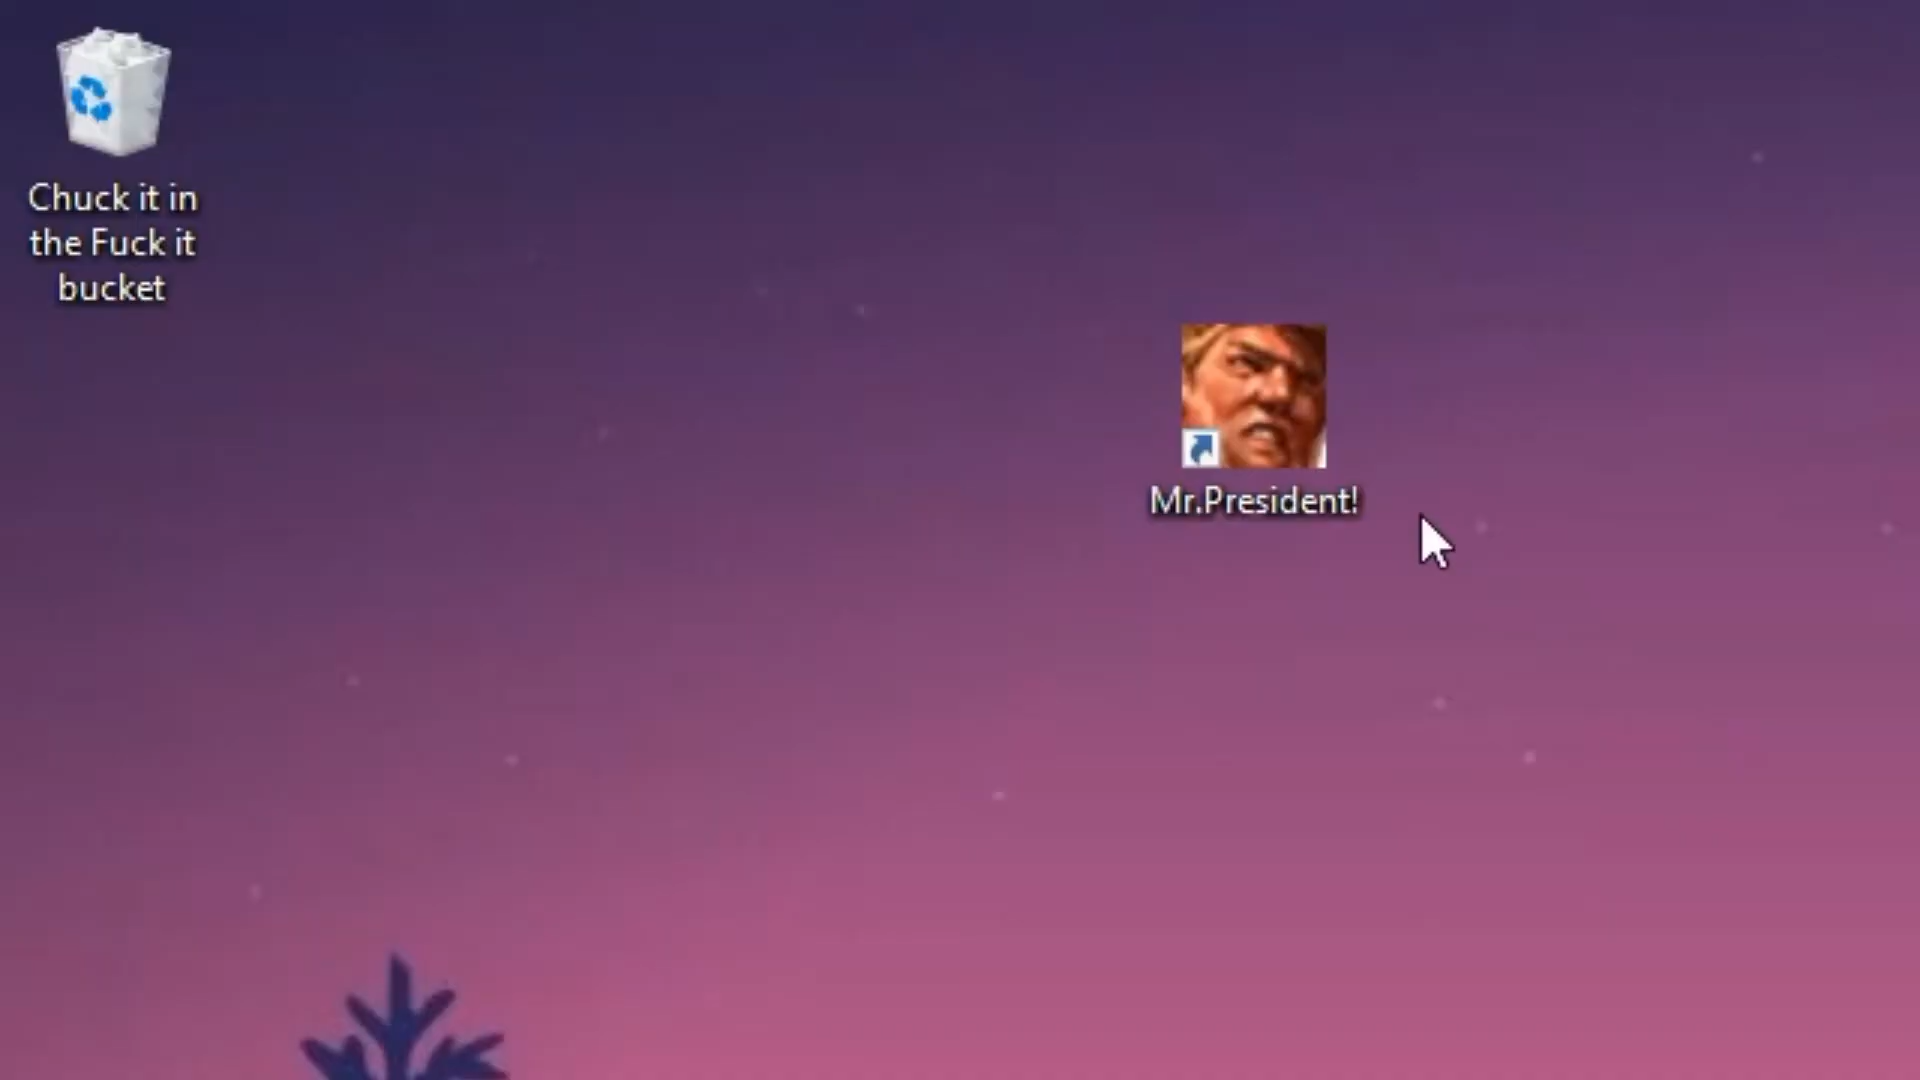 Chuck it in
the Fuck it
bucket
Mr.President!